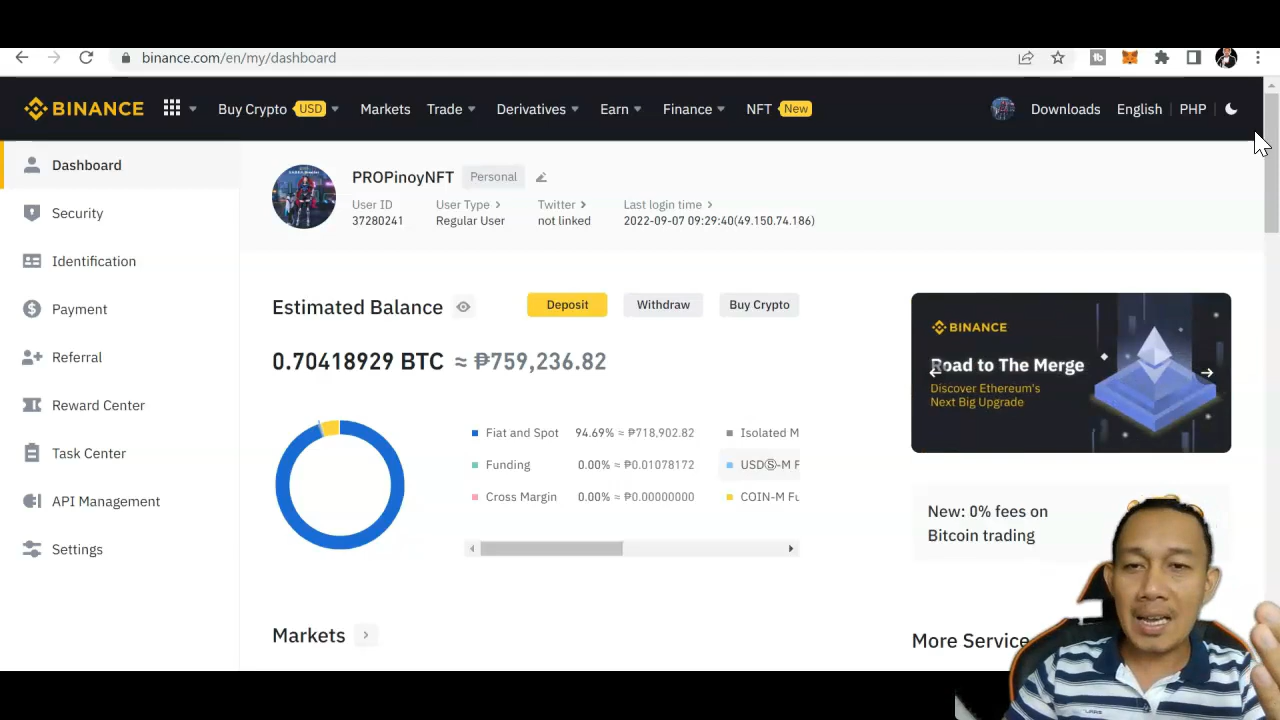 binance.com/en/my/dashboard
BINANCE
Buy Crypto USD Markets Trade Derivatives Earn Finance NFT New Downloads English PHP
Dashboard
Security
Identification
Payment
Referral
Reward Center
Task Center
API Management
Settings
PROPinoyNFT Personal
User ID User Type Twitter Last login time
37280241 Regular User not linked 2022-09-07 09:29:40(49.150.74.186)
Estimated Balance Deposit Withdraw Buy Crypto
0.70418929 BTC ≈ ₱759,236.82
Fiat and Spot 94.69% ≈ ₱718,902.82 Isolated M
Funding 0.00% ≈ ₱0.01078172 USDⓈ-M F
Cross Margin 0.00% ≈ ₱0.00000000 COIN-M Fu
BINANCE
Road to The Merge
Discover Ethereum's
Next Big Upgrade
New: 0% fees on
Bitcoin trading
Markets
More Service